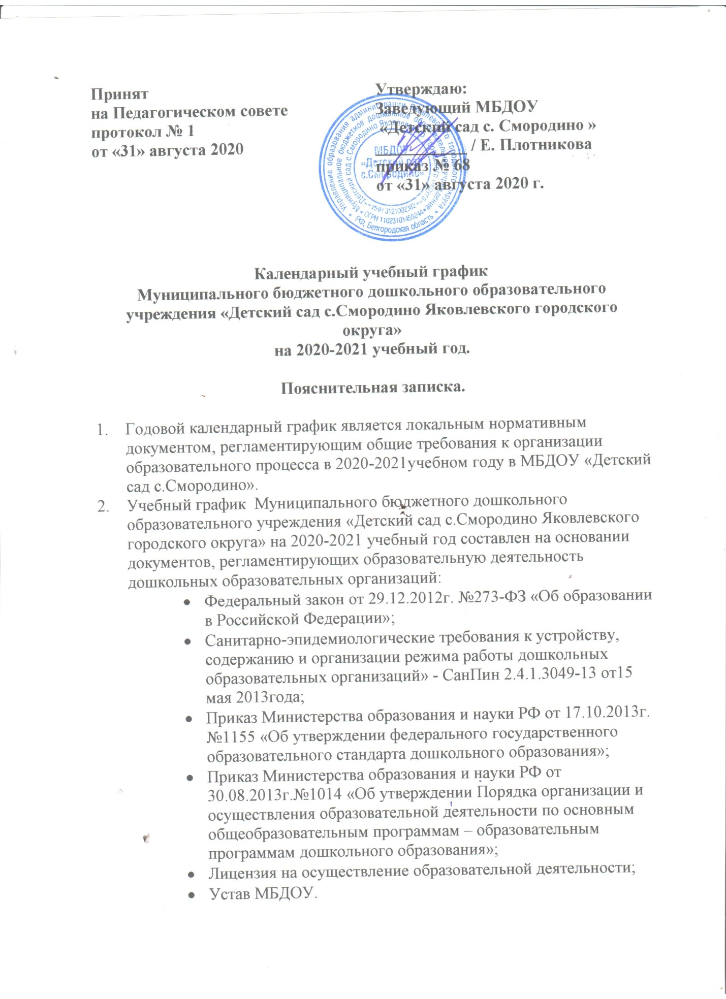 Принят
на Педагогическом совете
протокол № 1
от «31» августа 2020
Утверждаю:
Заведующий МБДОУ
«Детский сад с. Смородино »
___________ / Е. Плотникова
приказ № 68
от «31» августа 2020 г.
Управление образования администрации Яковлевского городского округа
РФ, Белгородская область
Муниципальное бюджетное дошкольное образовательное учреждение
«Детский сад с.Смородино Яковлевского городского округа»
ОГРН 11023101455244
ИНН 3121002382
МБДОУ
«Детский сад
с.Смородино»
Календарный учебный график
Муниципального бюджетного дошкольного образовательного
учреждения «Детский сад с.Смородино Яковлевского городского
округа»
на 2020-2021 учебный год.
Пояснительная записка.
1. Годовой календарный график является локальным нормативным
документом, регламентирующим общие требования к организации
образовательного процесса в 2020-2021учебном году в МБДОУ «Детский
сад с.Смородино».
2. Учебный график Муниципального бюджетного дошкольного
образовательного учреждения «Детский сад с.Смородино Яковлевского
городского округа» на 2020-2021 учебный год составлен на основании
документов, регламентирующих образовательную деятельность
дошкольных образовательных организаций:
• Федеральный закон от 29.12.2012г. №273-ФЗ «Об образовании
в Российской Федерации»;
• Санитарно-эпидемиологические требования к устройству,
содержанию и организации режима работы дошкольных
образовательных организаций» - СанПин 2.4.1.3049-13 от15
мая 2013года;
• Приказ Министерства образования и науки РФ от 17.10.2013г.
№1155 «Об утверждении федерального государственного
образовательного стандарта дошкольного образования»;
• Приказ Министерства образования и науки РФ от
30.08.2013г.№1014 «Об утверждении Порядка организации и
осуществления образовательной деятельности по основным
общеобразовательным программам – образовательным
программам дошкольного образования»;
• Лицензия на осуществление образовательной деятельности;
• Устав МБДОУ.